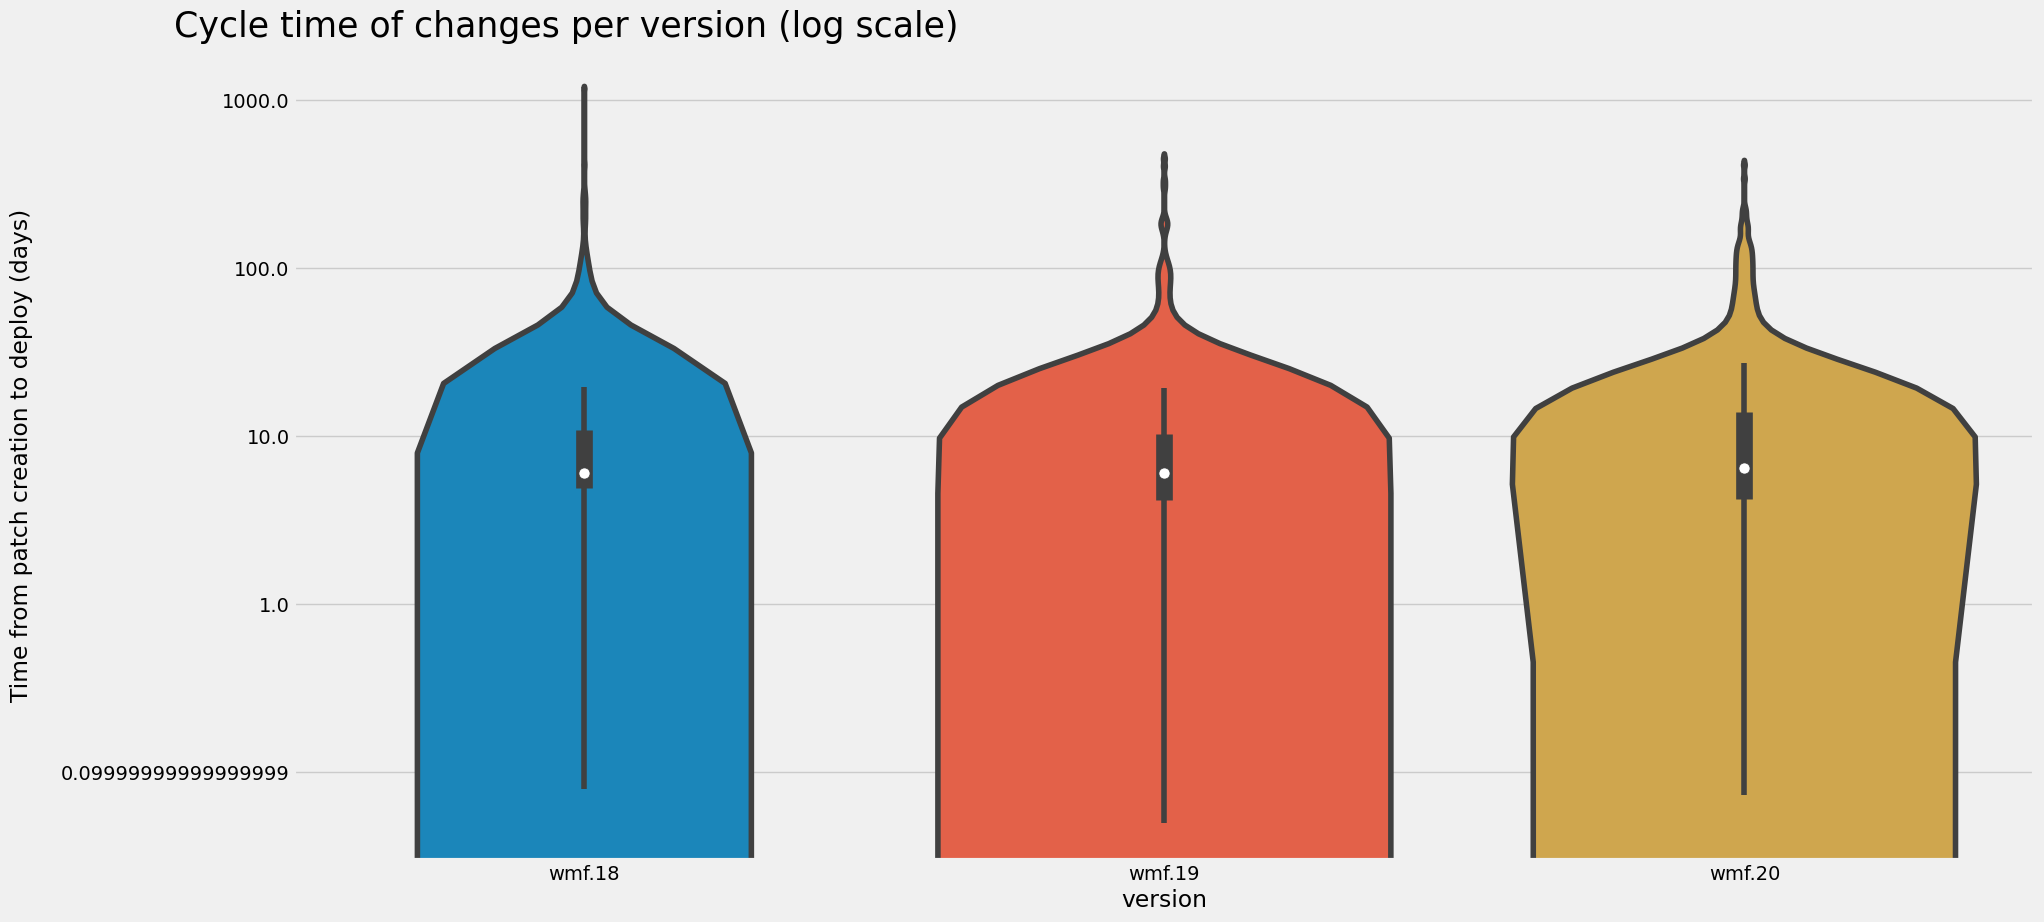 Cycle time of changes per version (log scale)
Time from patch creation to deploy (days)
1000.0
100.0
10.0
1.0
0.09999999999999999
wmf.18
wmf.19
wmf.20
version